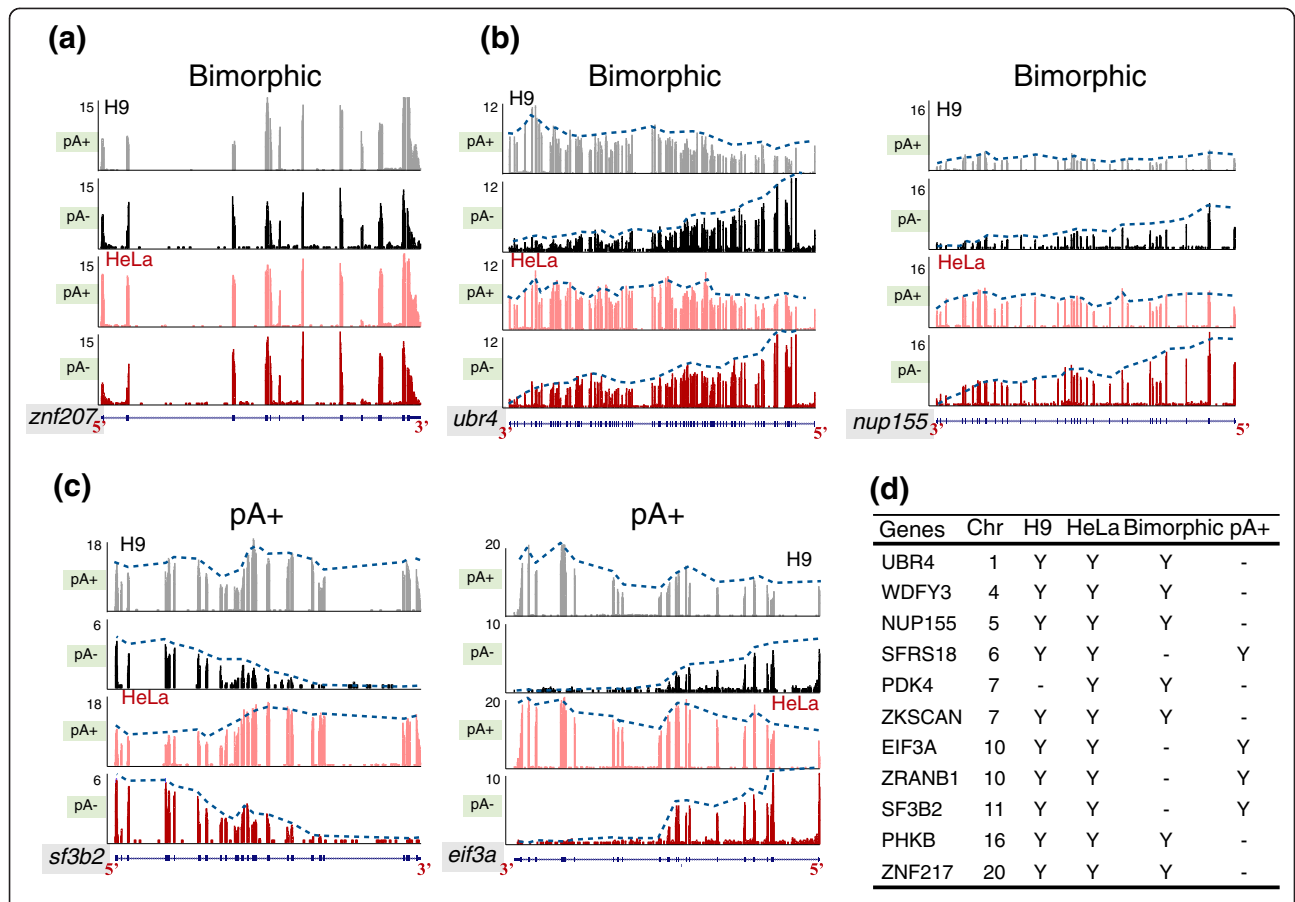 (a)
Bimorphic
15
H9
pA+
15
pA-
HeLa
15
pA+
15
pA-
znf207
5'
3'
(b)
Bimorphic
12
H9
pA+
12
pA-
HeLa
12
pA+
12
pA-
ubr4
3'
5'
Bimorphic
16
H9
pA+
16
pA-
HeLa
16
pA+
16
pA-
nup155
3'
5'
(c)
pA+
18
H9
pA+
6
pA-
HeLa
18
pA+
6
pA-
sf3b2
5'
3'
pA+
20
H9
pA+
10
pA-
HeLa
20
pA+
10
pA-
eif3a
3'
5'
(d)
Genes Chr H9 HeLa Bimorphic pA+
UBR4 1 Y Y Y -
WDFY3 4 Y Y Y -
NUP155 5 Y Y Y -
SFRS18 6 Y Y - Y
PDK4 7 - Y Y -
ZKSCAN 7 Y Y Y -
EIF3A 10 Y Y - Y
ZRANB1 10 Y Y - Y
SF3B2 11 Y Y - Y
PHKB 16 Y Y Y -
ZNF217 20 Y Y Y -